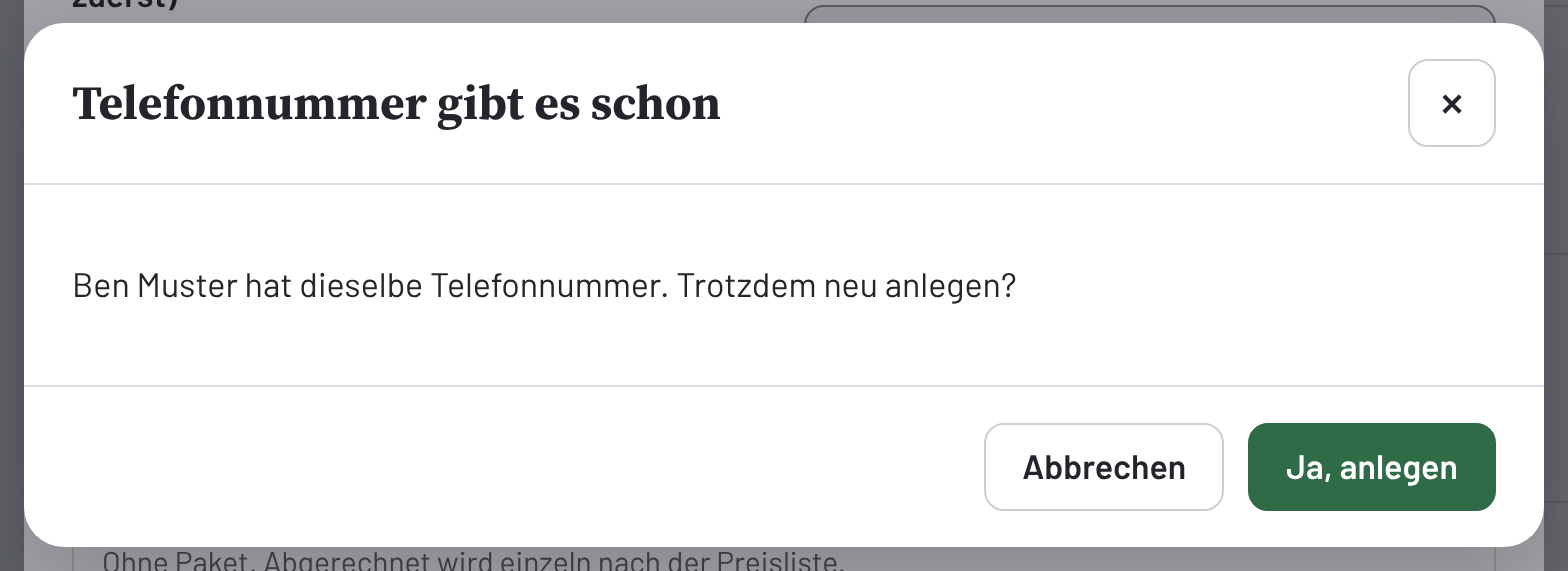 zuerst)
Telefonnummer gibt es schon
×
Ben Muster hat dieselbe Telefonnummer. Trotzdem neu anlegen?
Abbrechen
Ja, anlegen
Ohne Paket. Abgerechnet wird einzeln nach der Preisliste.